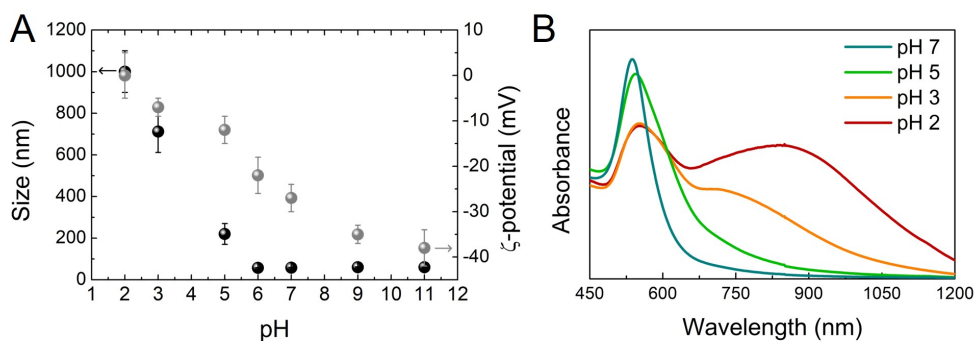 A
Size (nm)
1200
1000
800
600
400
200
0
1 2 3 4 5 6 7 8 9 10 11 12
pH
10
0
-10
-20
-30
-40
ζ-potential (mV)
B
Absorbance
pH 7
pH 5
pH 3
pH 2
450 600 750 900 1050 1200
Wavelength (nm)